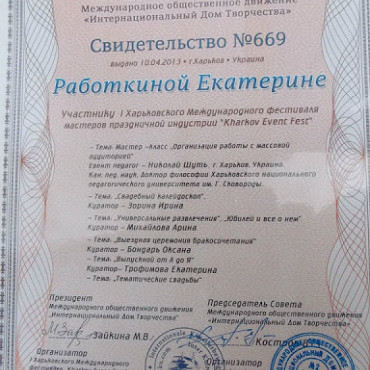 Международное общественное движение
«Интернациональный Дом Творчества»
Свидетельство №669
выдано 10.04.2013 • г.Харьков • Украина
Работкиной Екатерине
Участнику I Харьковского Международного фестиваля
мастеров праздничной индустрии "Kharkov Event Fest"
– Тема: Мастер –Класс „Организация работы с массовой
аудиторией"
Event педагог – Николай Шуть, г. Харьков, Украина.
Кан. пед. наук, Доктор философии Харьковского национального
педагогического университета им. Г. Сковороды.
– Тема: „Свадебный калейдоскоп".
Куратор – Зорина Ирина
– Тема: „Универсальные развлечения", „Юбилей и все о нем"
Куратор – Михайлова Арина
– Тема: „Выездная церемония бракосочетания"
Куратор – Бондарь Оксана
– Тема: „Выпускной от А до Я"
Куратор– Трофимова Екатерина
– Тема: „Тематические свадьбы"
Президент
Международного общественного движения
«Интернациональный Дом Творчества»
Зайкина М.В.
Председатель Совета
Международного общественного движения
«Интернациональный Дом Творчества»
Организатор
I Харьковского Международного
Организатор